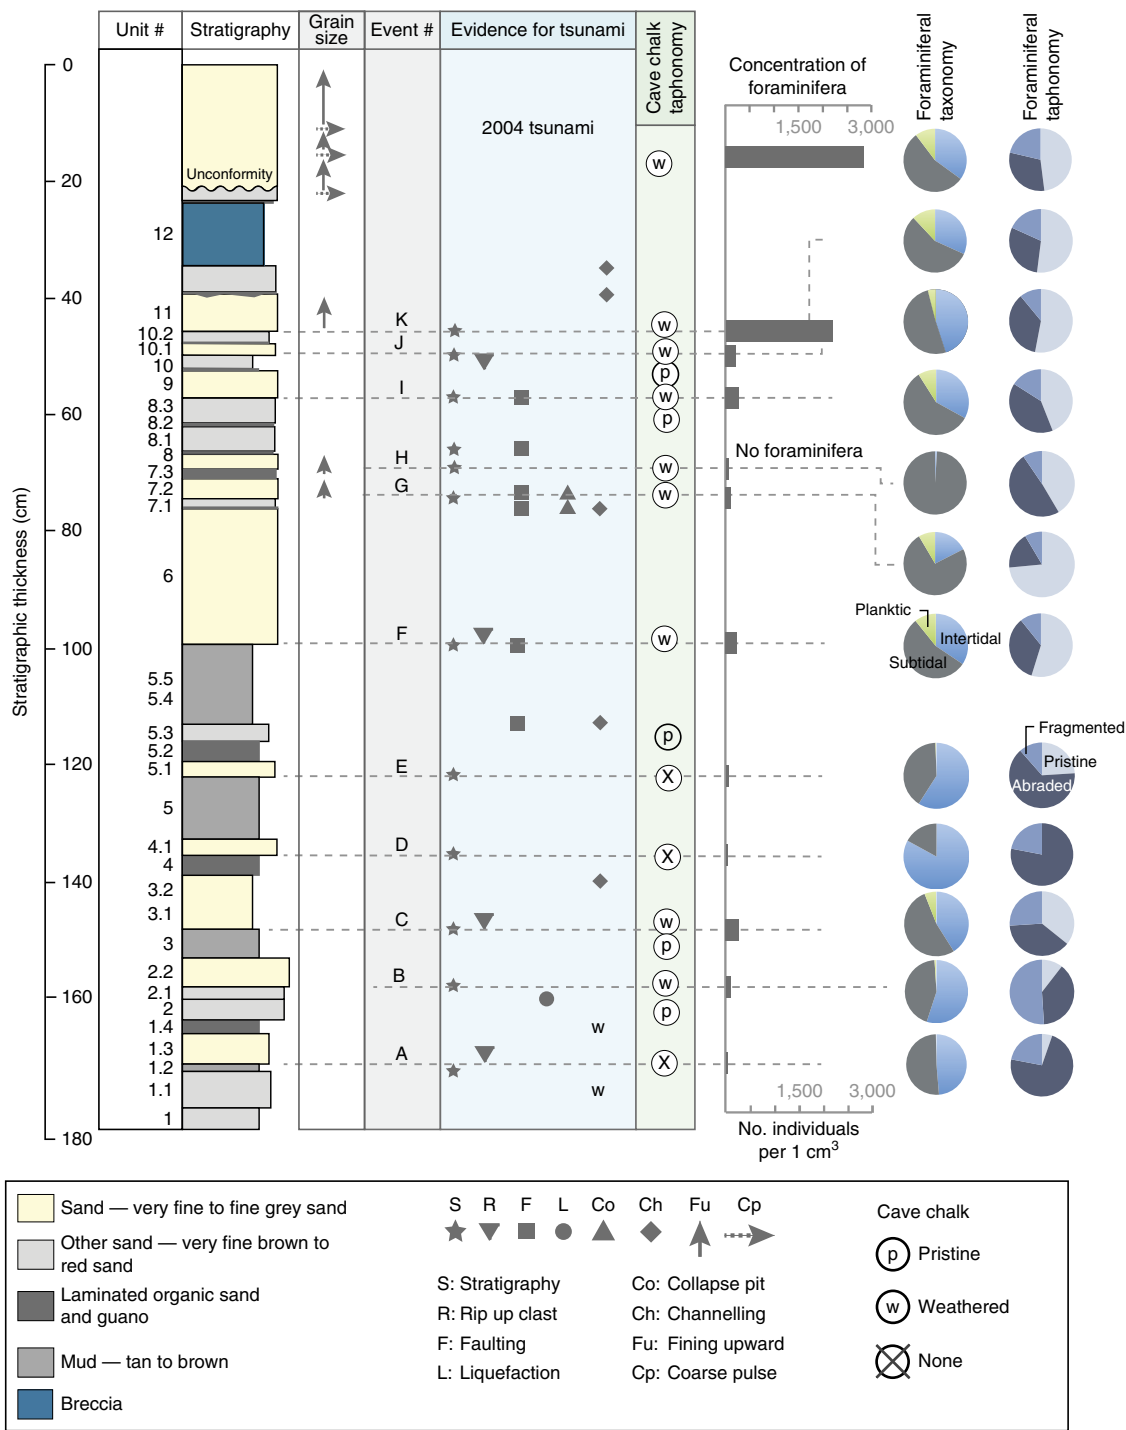 Unit #
Stratigraphy
Grain
size
Event #
Evidence for tsunami
Cave chalk
taphonomy
Concentration of
foraminifera
Foraminiferal
taxonomy
Foraminiferal
taphonomy
1,500
3,000
Stratigraphic thickness (cm)
0
20
40
60
80
100
120
140
160
180
2004 tsunami
Unconformity
12
11
10.2
10.1
10
9
8.3
8.2
8.1
8
7.3
7.2
7.1
6
5.5
5.4
5.3
5.2
5.1
5
4.1
4
3.2
3.1
3
2.2
2.1
2
1.4
1.3
1.2
1.1
1
K
J
I
H
G
F
E
D
C
B
A
w
w
w
w
w
p
w
p
w
w
w
p
X
X
w
p
w
p
X
No foraminifera
Planktic
Intertidal
Subtidal
Fragmented
Pristine
Abraded
1,500
3,000
No. individuals
per 1 cm³
Sand — very fine to fine grey sand
Other sand — very fine brown to
red sand
Laminated organic sand
and guano
Mud — tan to brown
Breccia
S R F L Co Ch Fu Cp
S: Stratigraphy
R: Rip up clast
F: Faulting
L: Liquefaction
Co: Collapse pit
Ch: Channelling
Fu: Fining upward
Cp: Coarse pulse
Cave chalk
p Pristine
w Weathered
None